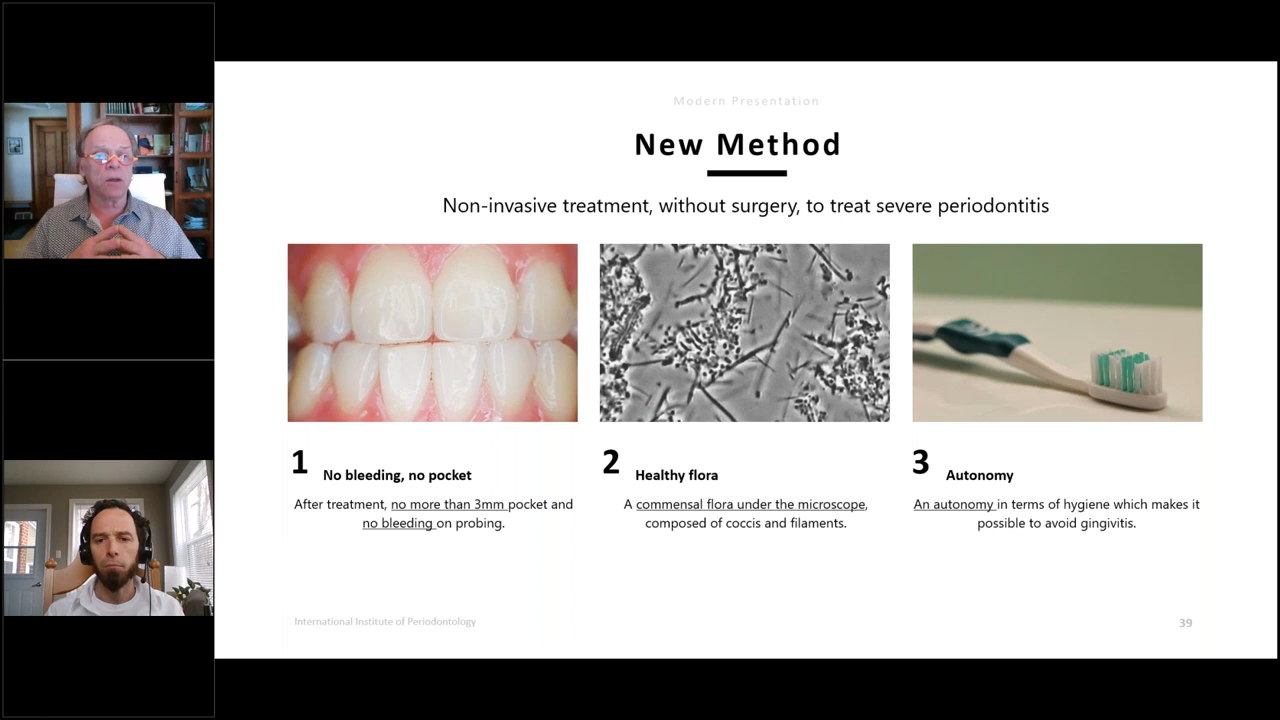 Modern Presentation
New Method
Non-invasive treatment, without surgery, to treat severe periodontitis
1 No bleeding, no pocket
After treatment, no more than 3mm pocket and
no bleeding on probing.
2 Healthy flora
A commensal flora under the microscope,
composed of coccis and filaments.
3 Autonomy
An autonomy in terms of hygiene which makes it
possible to avoid gingivitis.
International Institute of Periodontology
39